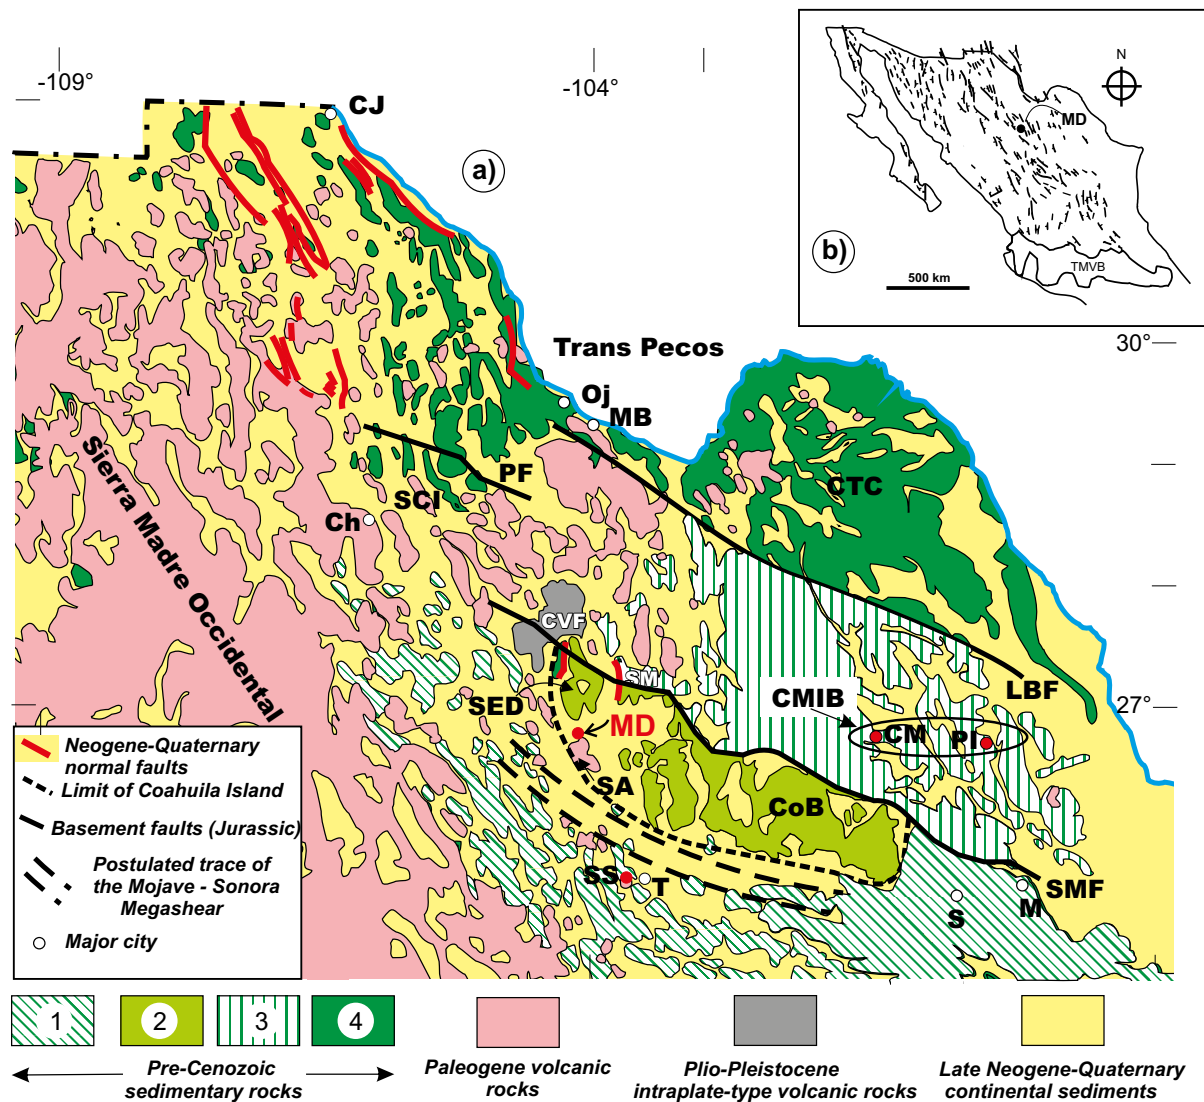 -109°
-104°
CJ
a)
N
MD
b)
TMVB
500 km
Trans Pecos
30°
Oj
MB
Sierra Madre Occidental
PF
SCI
CTC
Ch
CVF
SM
SED
MD
LBF
CMIB
27°
CM
PI
SA
CoB
SS
T
SMF
M
S
Neogene-Quaternary
normal faults
Limit of Coahuila Island
Basement faults (Jurassic)
Postulated trace of
the Mojave - Sonora
Megashear
Major city
1
2
3
4
Pre-Cenozoic
sedimentary rocks
Paleogene volcanic
rocks
Plio-Pleistocene
intraplate-type volcanic rocks
Late Neogene-Quaternary
continental sediments